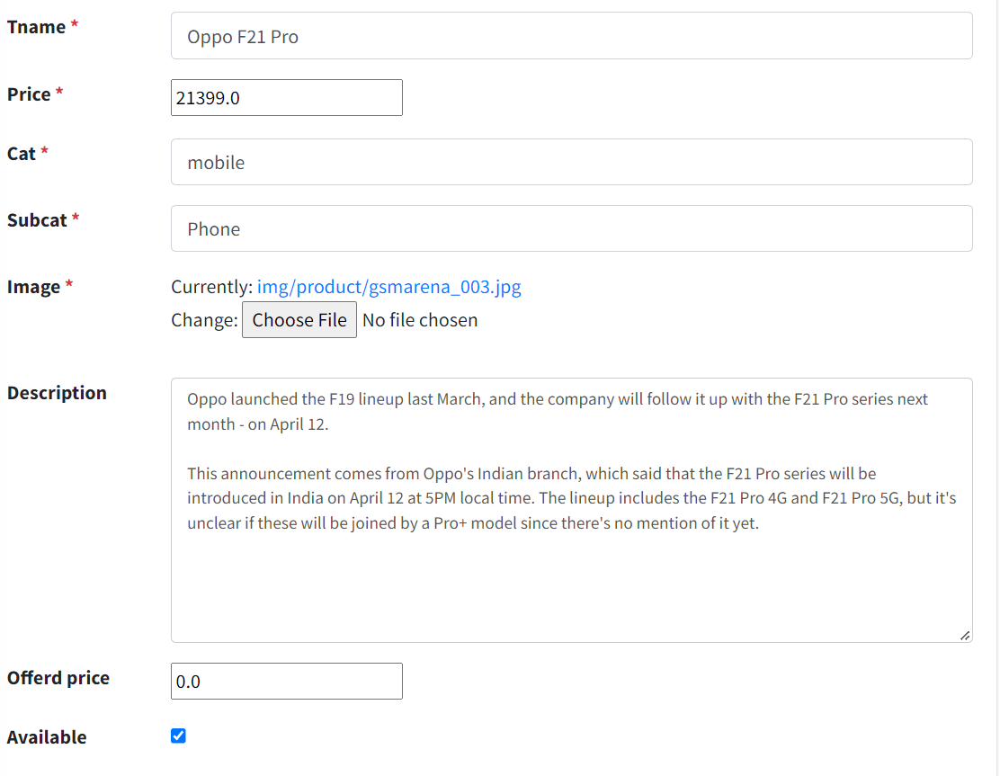 Tname *
Oppo F21 Pro
Price *
21399.0
Cat *
mobile
Subcat *
Phone
Image *
Currently: img/product/gsmarena_003.jpg
Change: Choose File No file chosen
Description
Oppo launched the F19 lineup last March, and the company will follow it up with the F21 Pro series next
month - on April 12.
This announcement comes from Oppo's Indian branch, which said that the F21 Pro series will be
introduced in India on April 12 at 5PM local time. The lineup includes the F21 Pro 4G and F21 Pro 5G, but it's
unclear if these will be joined by a Pro+ model since there's no mention of it yet.
Offerd price
0.0
Available